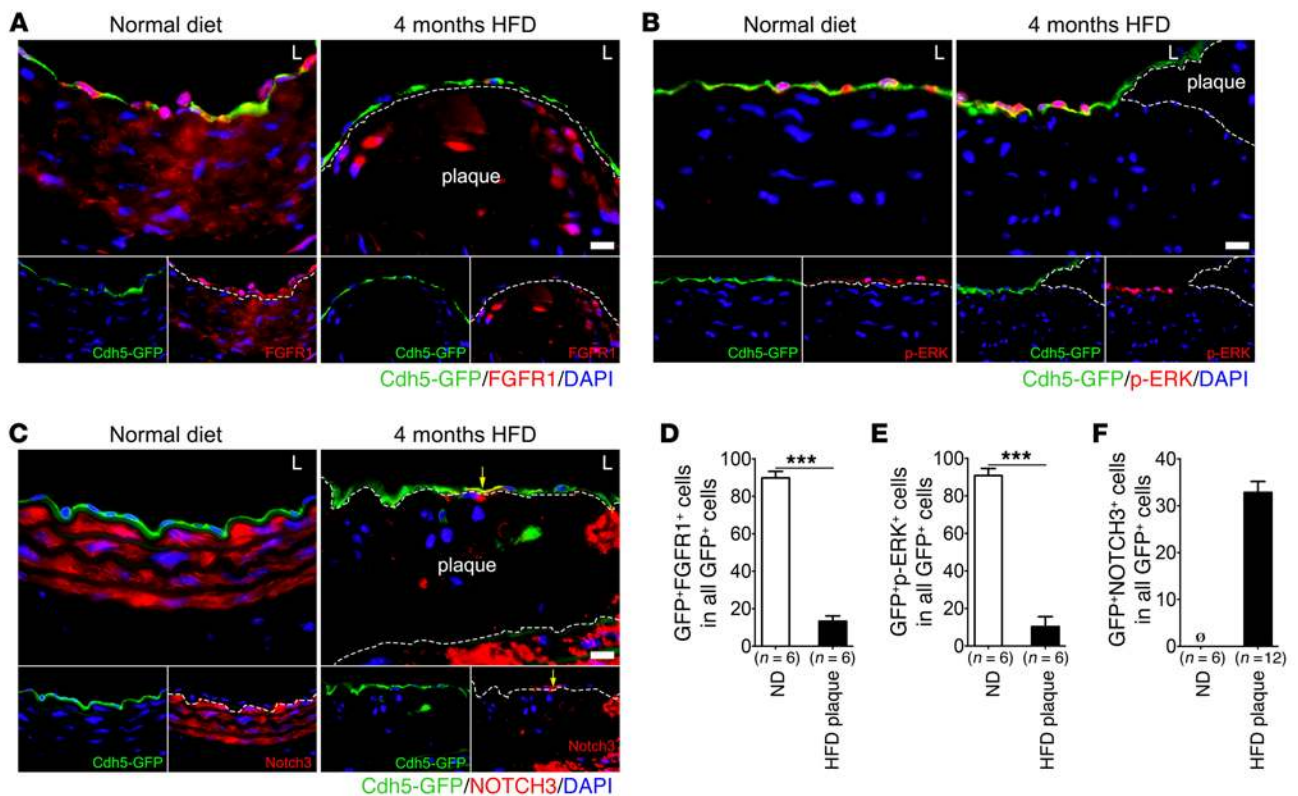 A
Normal diet
4 months HFD
L
plaque
Cdh5-GFP
FGFR1
Cdh5-GFP
FGFR1
Cdh5-GFP/FGFR1/DAPI
B
Normal diet
4 months HFD
L
plaque
Cdh5-GFP
p-ERK
Cdh5-GFP
p-ERK
Cdh5-GFP/p-ERK/DAPI
C
Normal diet
4 months HFD
L
L
plaque
Cdh5-GFP
Notch3
Cdh5-GFP
Notch3
Cdh5-GFP/NOTCH3/DAPI
D
GFP⁺FGFR1⁺ cells
in all GFP⁺ cells
100
80
60
40
20
0
***
(n = 6)
(n = 6)
ND
HFD plaque
E
GFP⁺p-ERK⁺ cells
in all GFP⁺ cells
100
80
60
40
20
0
***
(n = 6)
(n = 6)
ND
HFD plaque
F
GFP⁺NOTCH3⁺ cells
in all GFP⁺ cells
40
30
20
10
0
ø
(n = 6)
(n = 12)
ND
HFD plaque